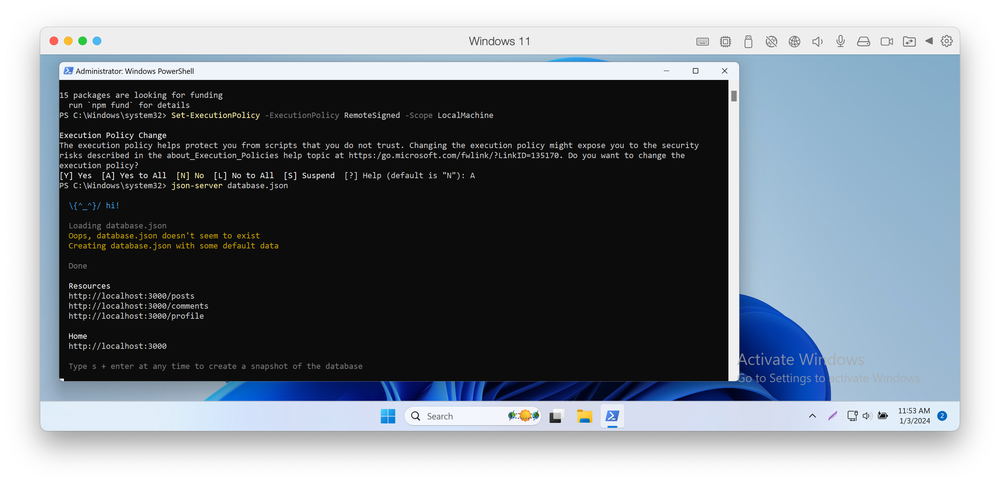 Windows 11
Administrator: Windows PowerShell
15 packages are looking for funding
  run `npm fund` for details
PS C:\Windows\system32> Set-ExecutionPolicy -ExecutionPolicy RemoteSigned -Scope LocalMachine
Execution Policy Change
The execution policy helps protect you from scripts that you do not trust. Changing the execution policy might expose you to the security
risks described in the about_Execution_Policies help topic at https:/go.microsoft.com/fwlink/?LinkID=135170. Do you want to change the
execution policy?
[Y] Yes  [A] Yes to All  [N] No  [L] No to All  [S] Suspend  [?] Help (default is "N"): A
PS C:\Windows\system32> json-server database.json
\{^_^}/ hi!
Loading database.json
Oops, database.json doesn't seem to exist
Creating database.json with some default data
Done
Resources
http://localhost:3000/posts
http://localhost:3000/comments
http://localhost:3000/profile
Home
http://localhost:3000
Type s + enter at any time to create a snapshot of the database
Activate Windows
Go to Settings to activate Windows.
Search
11:53 AM
1/3/2024
2